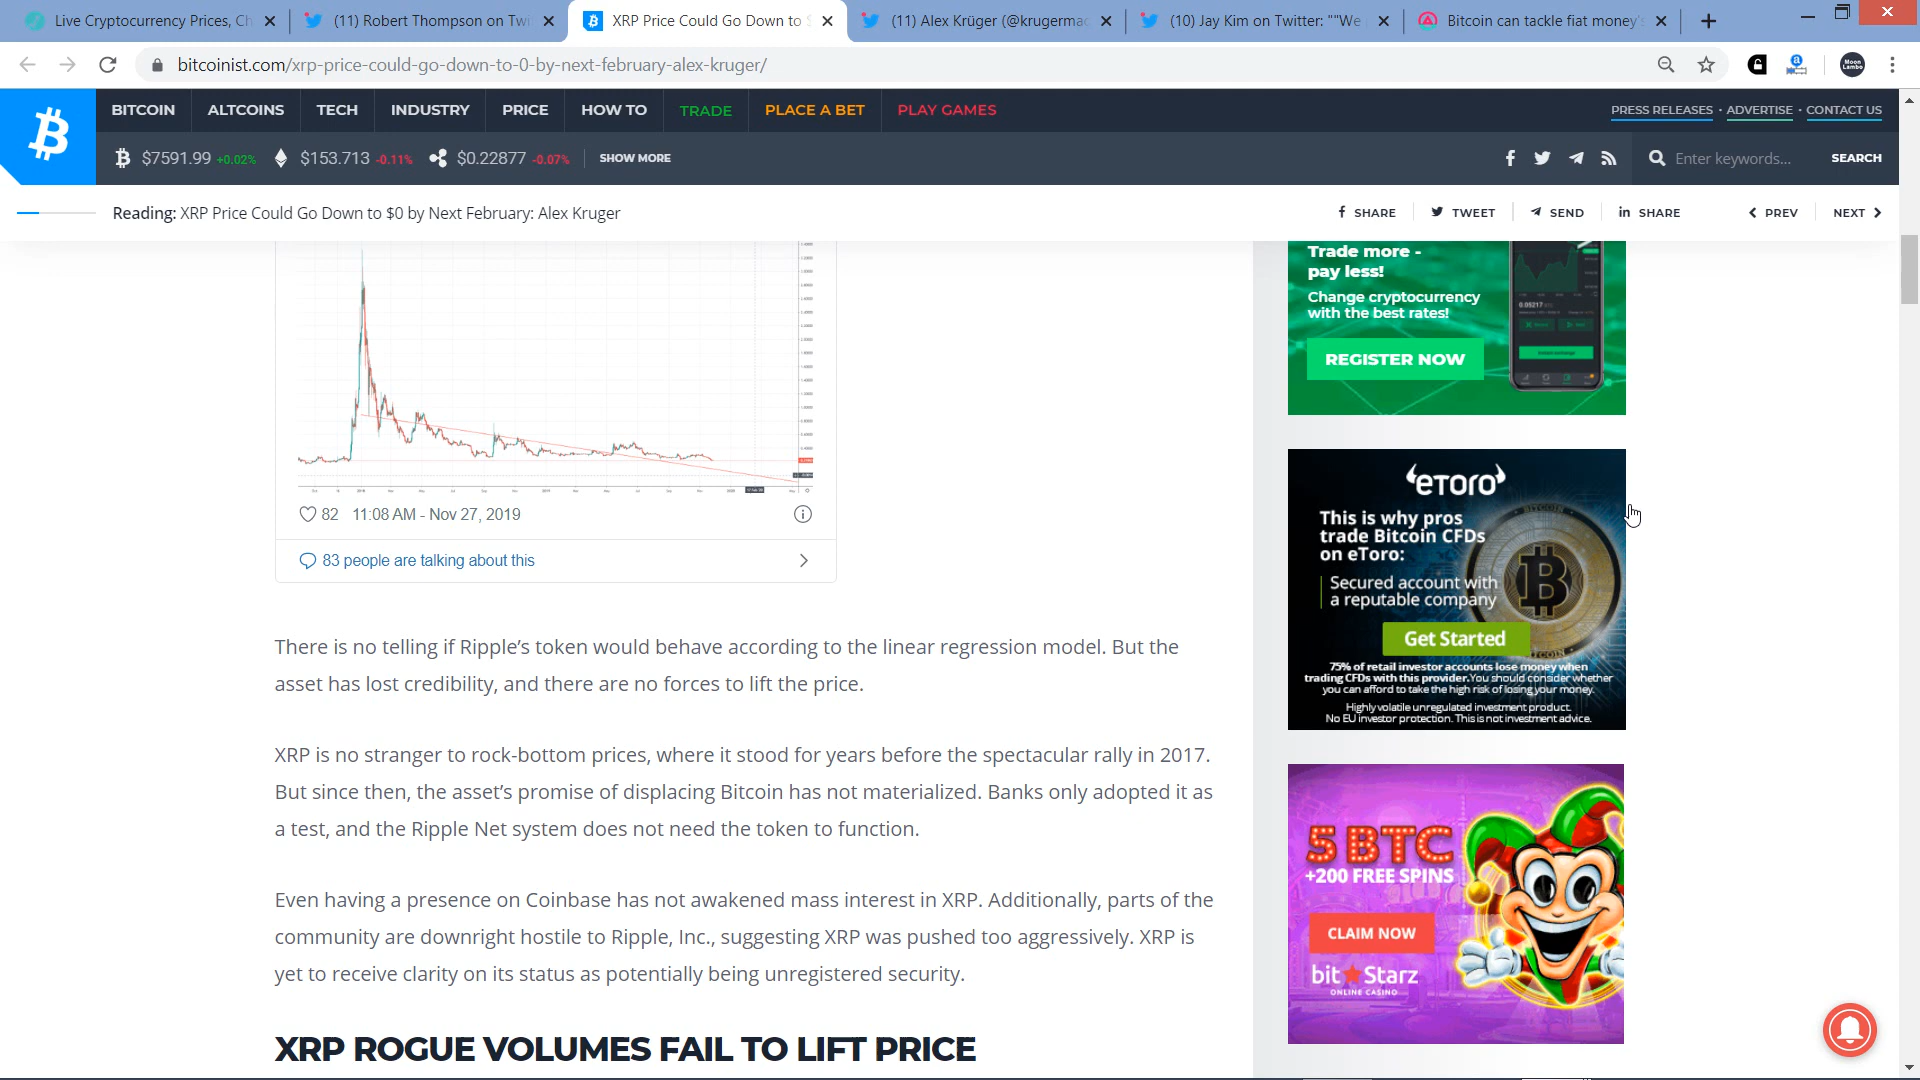 Live Cryptocurrency Prices, Ch
(11) Robert Thompson on Twi
XRP Price Could Go Down to $
(11) Alex Krüger (@krugermac
(10) Jay Kim on Twitter: ""We
Bitcoin can tackle fiat money's
bitcoinist.com/xrp-price-could-go-down-to-0-by-next-february-alex-kruger/
Moon Lambo
BITCOIN ALTCOINS TECH INDUSTRY PRICE HOW TO TRADE PLACE A BET PLAY GAMES
PRESS RELEASES · ADVERTISE · CONTACT US
$7591.99 +0.02% $153.713 -0.11% $0.22877 -0.07% SHOW MORE
Enter keywords... SEARCH
Reading: XRP Price Could Go Down to $0 by Next February: Alex Kruger
SHARE TWEET SEND SHARE PREV NEXT
82 11:08 AM - Nov 27, 2019
83 people are talking about this
There is no telling if Ripple’s token would behave according to the linear regression model. But the
asset has lost credibility, and there are no forces to lift the price.
XRP is no stranger to rock-bottom prices, where it stood for years before the spectacular rally in 2017.
But since then, the asset’s promise of displacing Bitcoin has not materialized. Banks only adopted it as
a test, and the Ripple Net system does not need the token to function.
Even having a presence on Coinbase has not awakened mass interest in XRP. Additionally, parts of the
community are downright hostile to Ripple, Inc., suggesting XRP was pushed too aggressively. XRP is
yet to receive clarity on its status as potentially being unregistered security.
XRP ROGUE VOLUMES FAIL TO LIFT PRICE
Trade more -
pay less!
Change cryptocurrency
with the best rates!
REGISTER NOW
0.05217
eToro
This is why pros
trade Bitcoin CFDs
on eToro:
Secured account with
a reputable company
Get Started
75% of retail investor accounts lose money when
trading CFDs with this provider. You should consider whether
you can afford to take the high risk of losing your money.
Highly volatile unregulated investment product.
No EU investor protection. This is not investment advice.
5 BTC
+200 FREE SPINS
CLAIM NOW
bitStarz
ONLINE CASINO